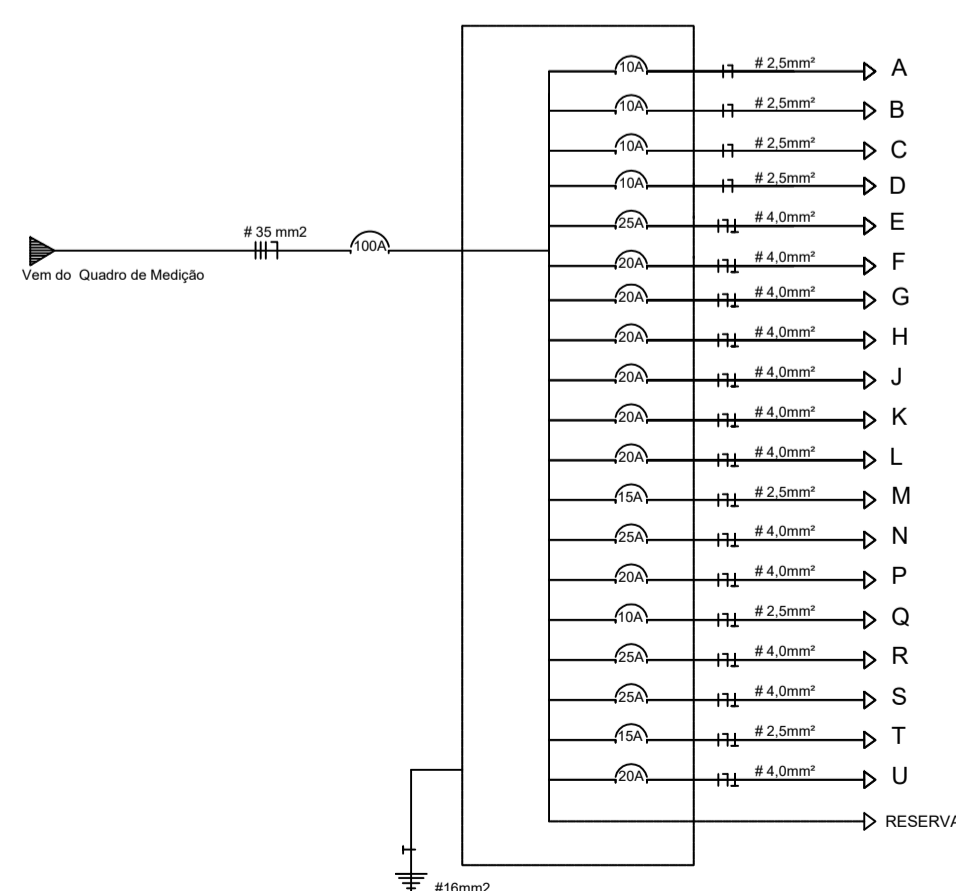 10A # 2,5mm² A
10A # 2,5mm² B
10A # 2,5mm² C
10A # 2,5mm² D
25A # 4,0mm² E
# 35 mm2 100A
Vem do Quadro de Medição
20A # 4,0mm² F
20A # 4,0mm² G
20A # 4,0mm² H
20A # 4,0mm² J
20A # 4,0mm² K
20A # 4,0mm² L
15A # 2,5mm² M
25A # 4,0mm² N
20A # 4,0mm² P
10A # 2,5mm² Q
25A # 4,0mm² R
25A # 4,0mm² S
15A # 2,5mm² T
20A # 4,0mm² U
RESERVA
#16mm2